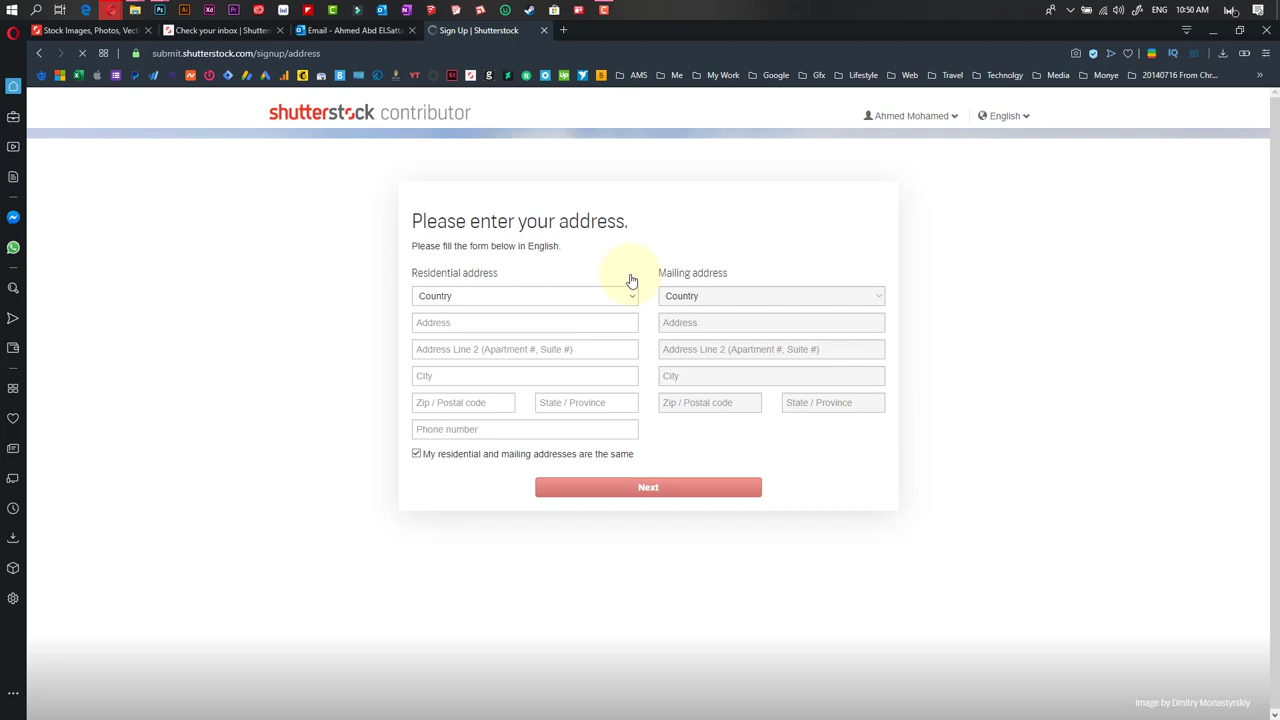 10:50 AM
Stock Images, Photos, Vect
Check your inbox | Shutters
Email - Ahmed Abd ElSatta
Sign Up | Shutterstock
submit.shutterstock.com/signup/address
AMS
Me
My Work
Google
Gfx
Lifestyle
Web
Travel
Technolgy
Media
Monye
20140716 From Chr...
shutterstock contributor
Ahmed Mohamed
English
Please enter your address.
Please fill the form below in English.
Residential address
Mailing address
Country
Country
Address
Address
Address Line 2 (Apartment #, Suite #)
Address Line 2 (Apartment #, Suite #)
City
City
Zip / Postal code
State / Province
Zip / Postal code
State / Province
Phone number
My residential and mailing addresses are the same
Next
Image by Dmitry Monastyrskiy